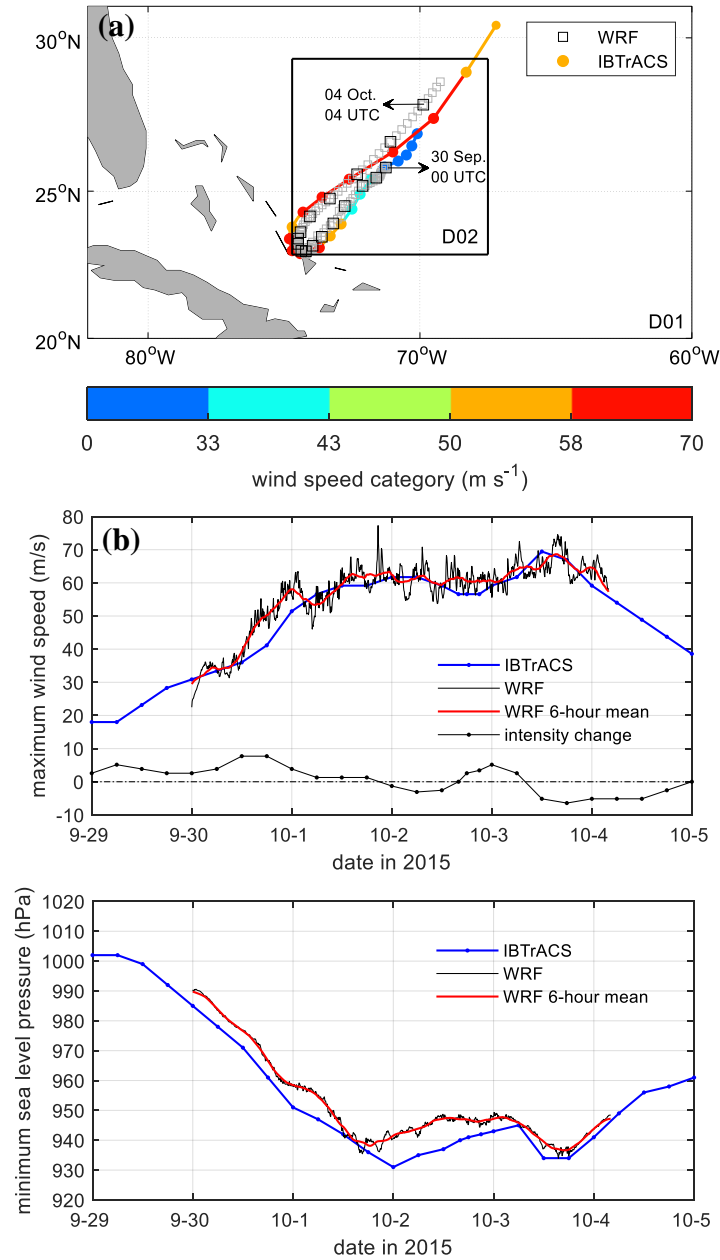 (a)
30°N
25°N
20°N
80°W
70°W
60°W
WRF
IBTrACS
04 Oct.
04 UTC
30 Sep.
00 UTC
D02
D01
0 33 43 50 58 70
wind speed category (m s⁻¹)
(b)
maximum wind speed (m/s)
80
70
60
50
40
30
20
10
0
-10
IBTrACS
WRF
WRF 6-hour mean
intensity change
9-29 9-30 10-1 10-2 10-3 10-4 10-5
date in 2015
minimum sea level pressure (hPa)
1020
1010
1000
990
980
970
960
950
940
930
920
IBTrACS
WRF
WRF 6-hour mean
9-29 9-30 10-1 10-2 10-3 10-4 10-5
date in 2015